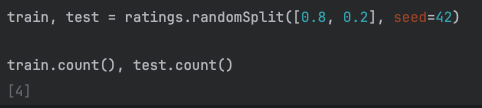 train, test = ratings.randomSplit([0.8, 0.2], seed=42)
train.count(), test.count()
[4]